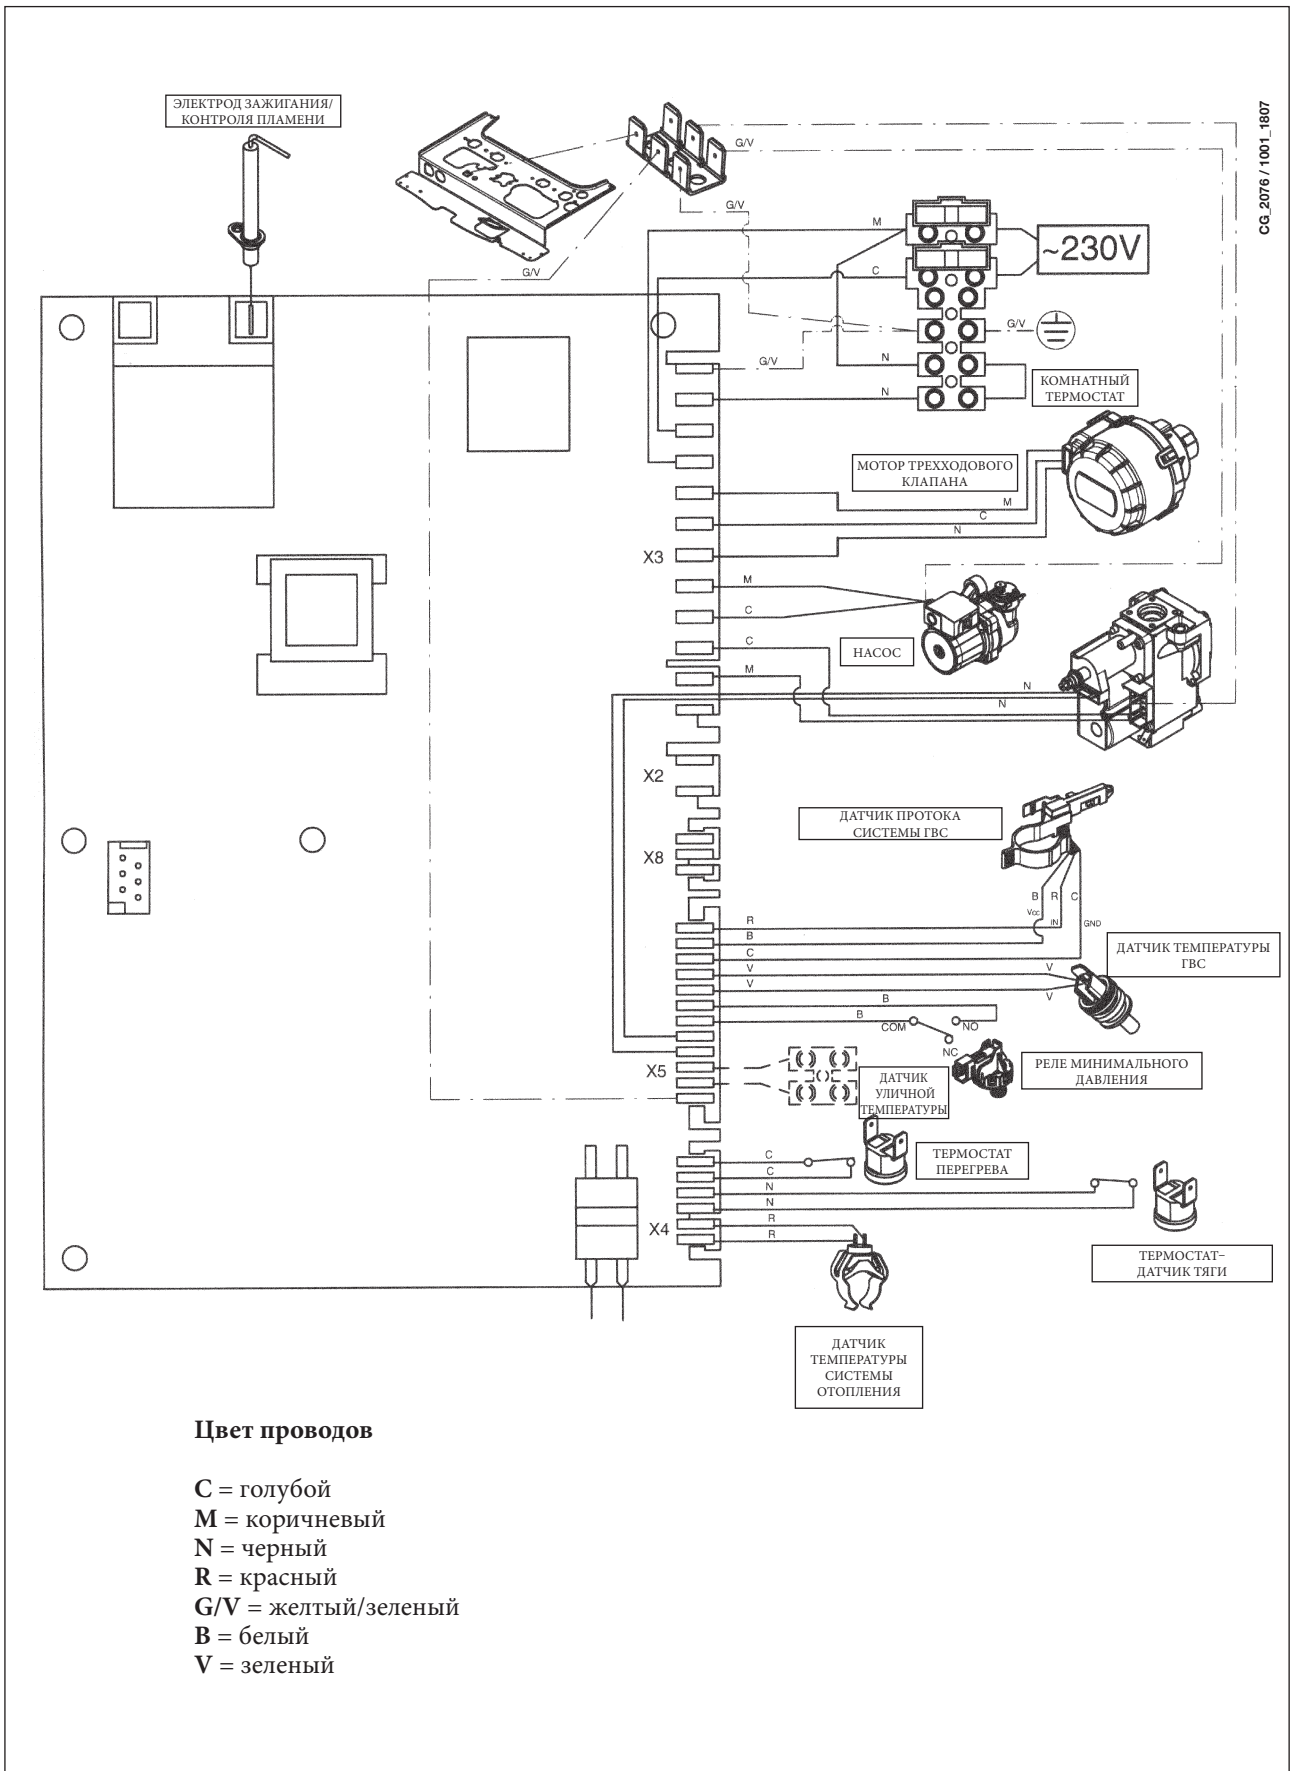 ЭЛЕКТРОД ЗАЖИГАНИЯ/
КОНТРОЛЯ ПЛАМЕНИ
CG_2076 / 1001_1807
G/V
G/V
G/V
M
~230V
C
G/V
G/V
N
КОМНАТНЫЙ
ТЕРМОСТАТ
N
МОТОР ТРЕХХОДОВОГО
КЛАПАНА
M
C
N
X3
M
C
C
НАСОС
M
N
N
X2
ДАТЧИК ПРОТОКА
СИСТЕМЫ ГВС
X8
B R C
Vcc
IN
GND
R
B
C
V
V
V
V
ДАТЧИК ТЕМПЕРАТУРЫ
ГВС
B
B
COM
NO
NC
X5
ДАТЧИК
УЛИЧНОЙ
ТЕМПЕРАТУРЫ
РЕЛЕ МИНИМАЛЬНОГО
ДАВЛЕНИЯ
C
C
N
N
R
R
X4
ТЕРМОСТАТ
ПЕРЕГРЕВА
ТЕРМОСТАТ–
ДАТЧИК ТЯГИ
ДАТЧИК
ТЕМПЕРАТУРЫ
СИСТЕМЫ
ОТОПЛЕНИЯ
Цвет проводов
C = голубой
M = коричневый
N = черный
R = красный
G/V = желтый/зеленый
B = белый
V = зеленый